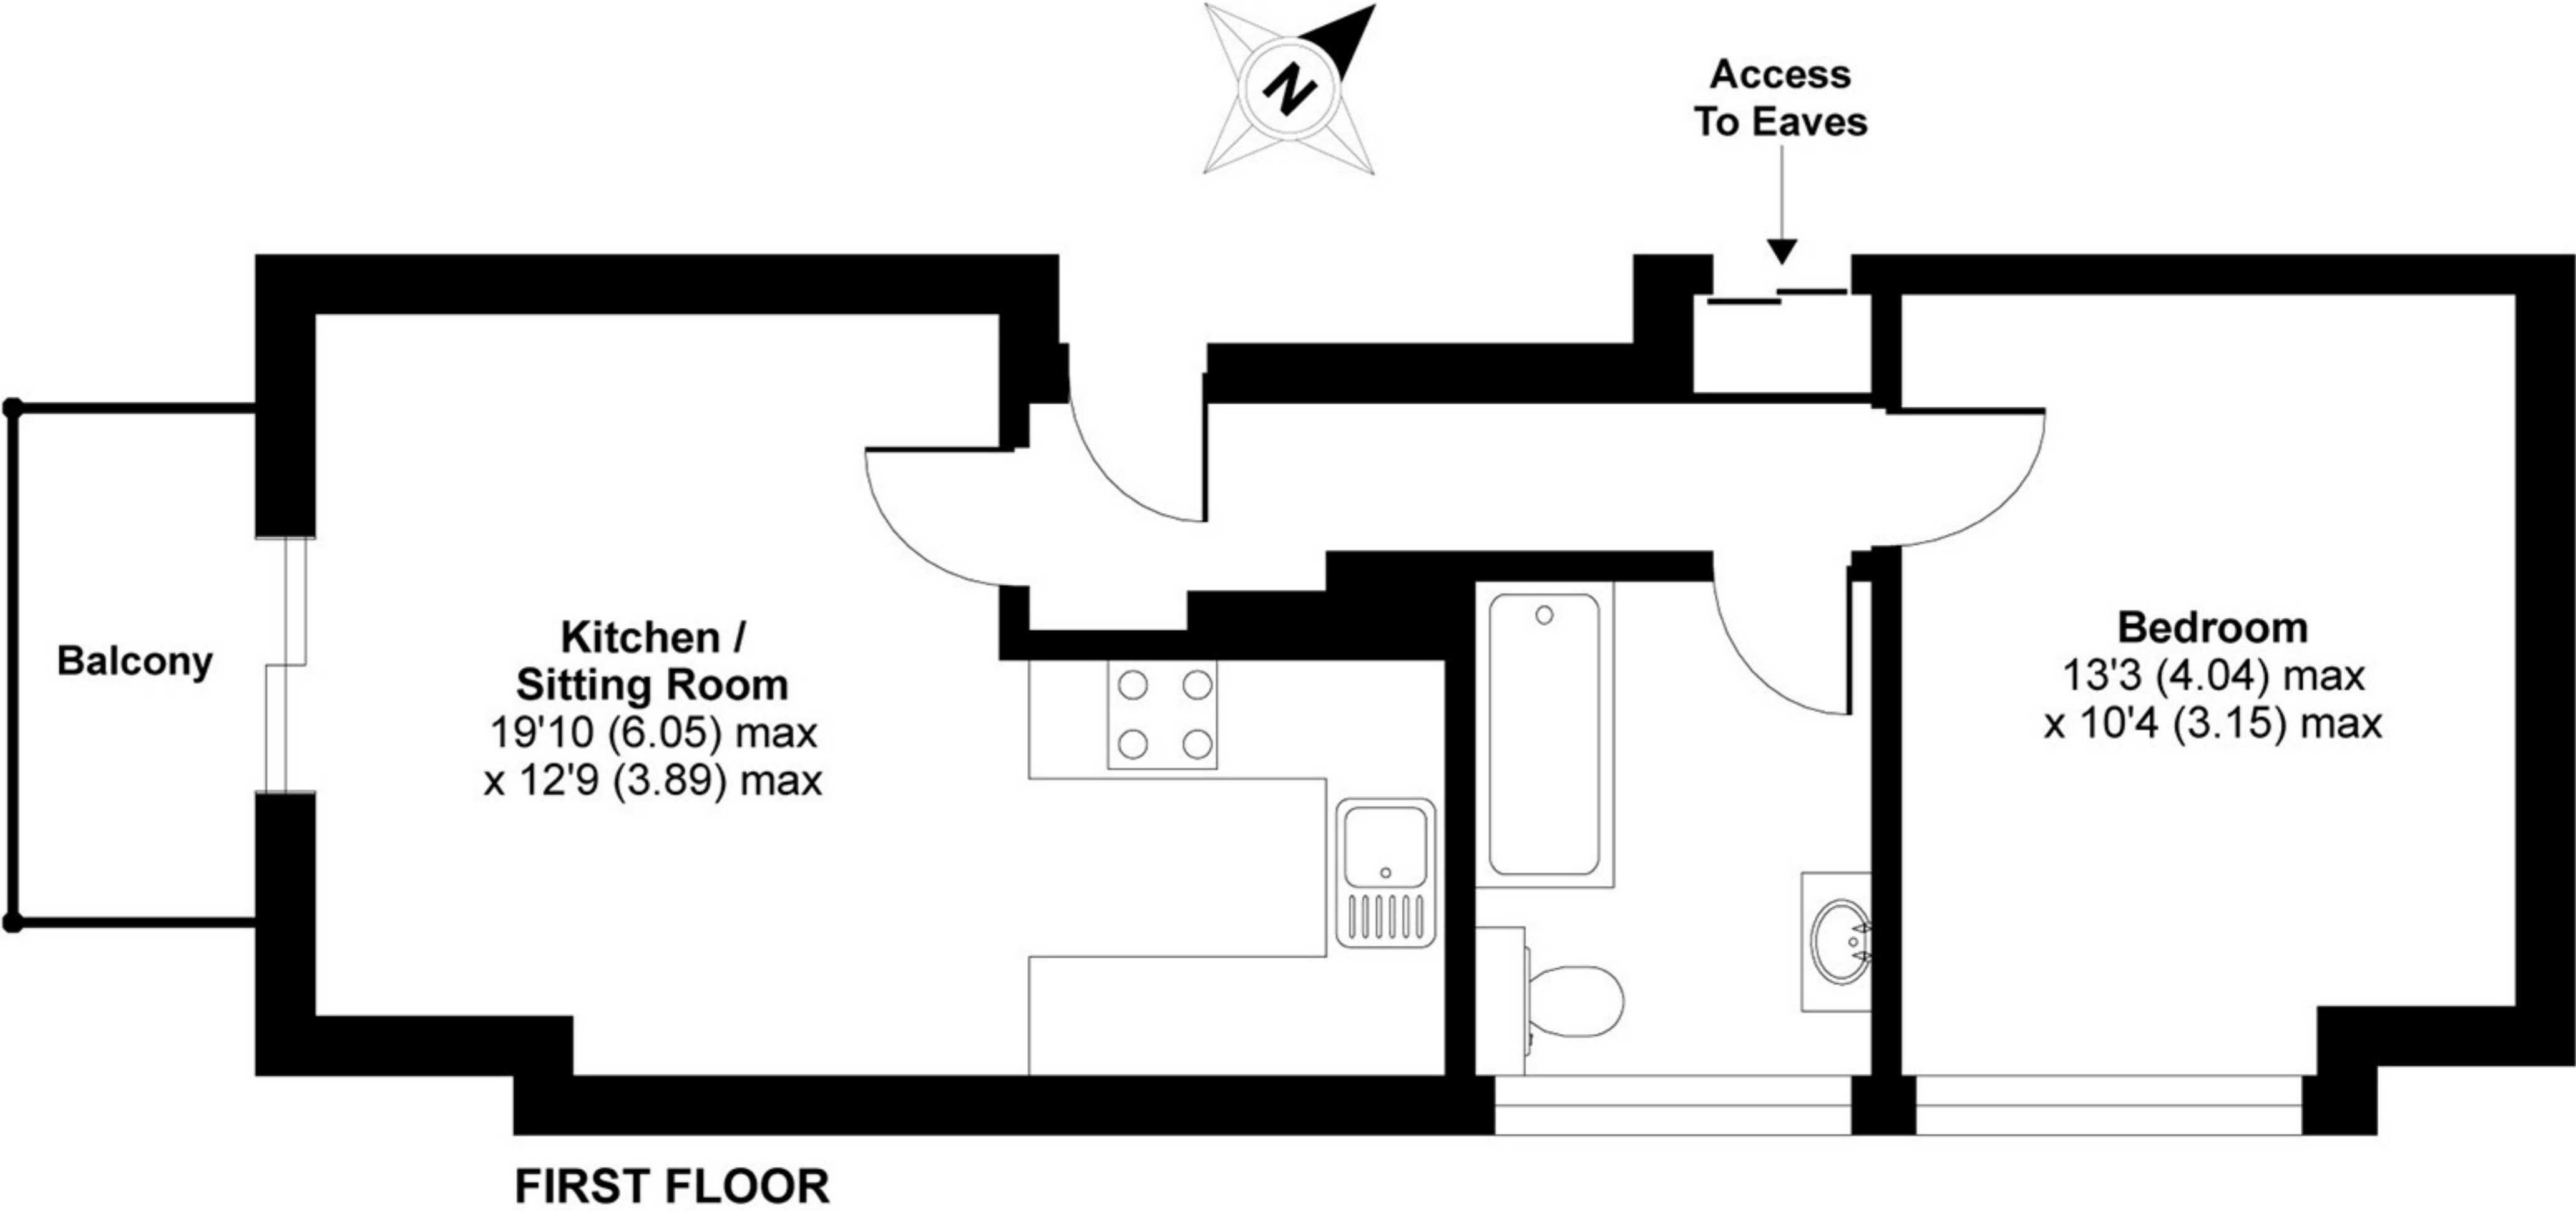 N
Access
To Eaves
Balcony
Kitchen /
Sitting Room
19'10 (6.05) max
x 12'9 (3.89) max
Bedroom
13'3 (4.04) max
x 10'4 (3.15) max
FIRST FLOOR